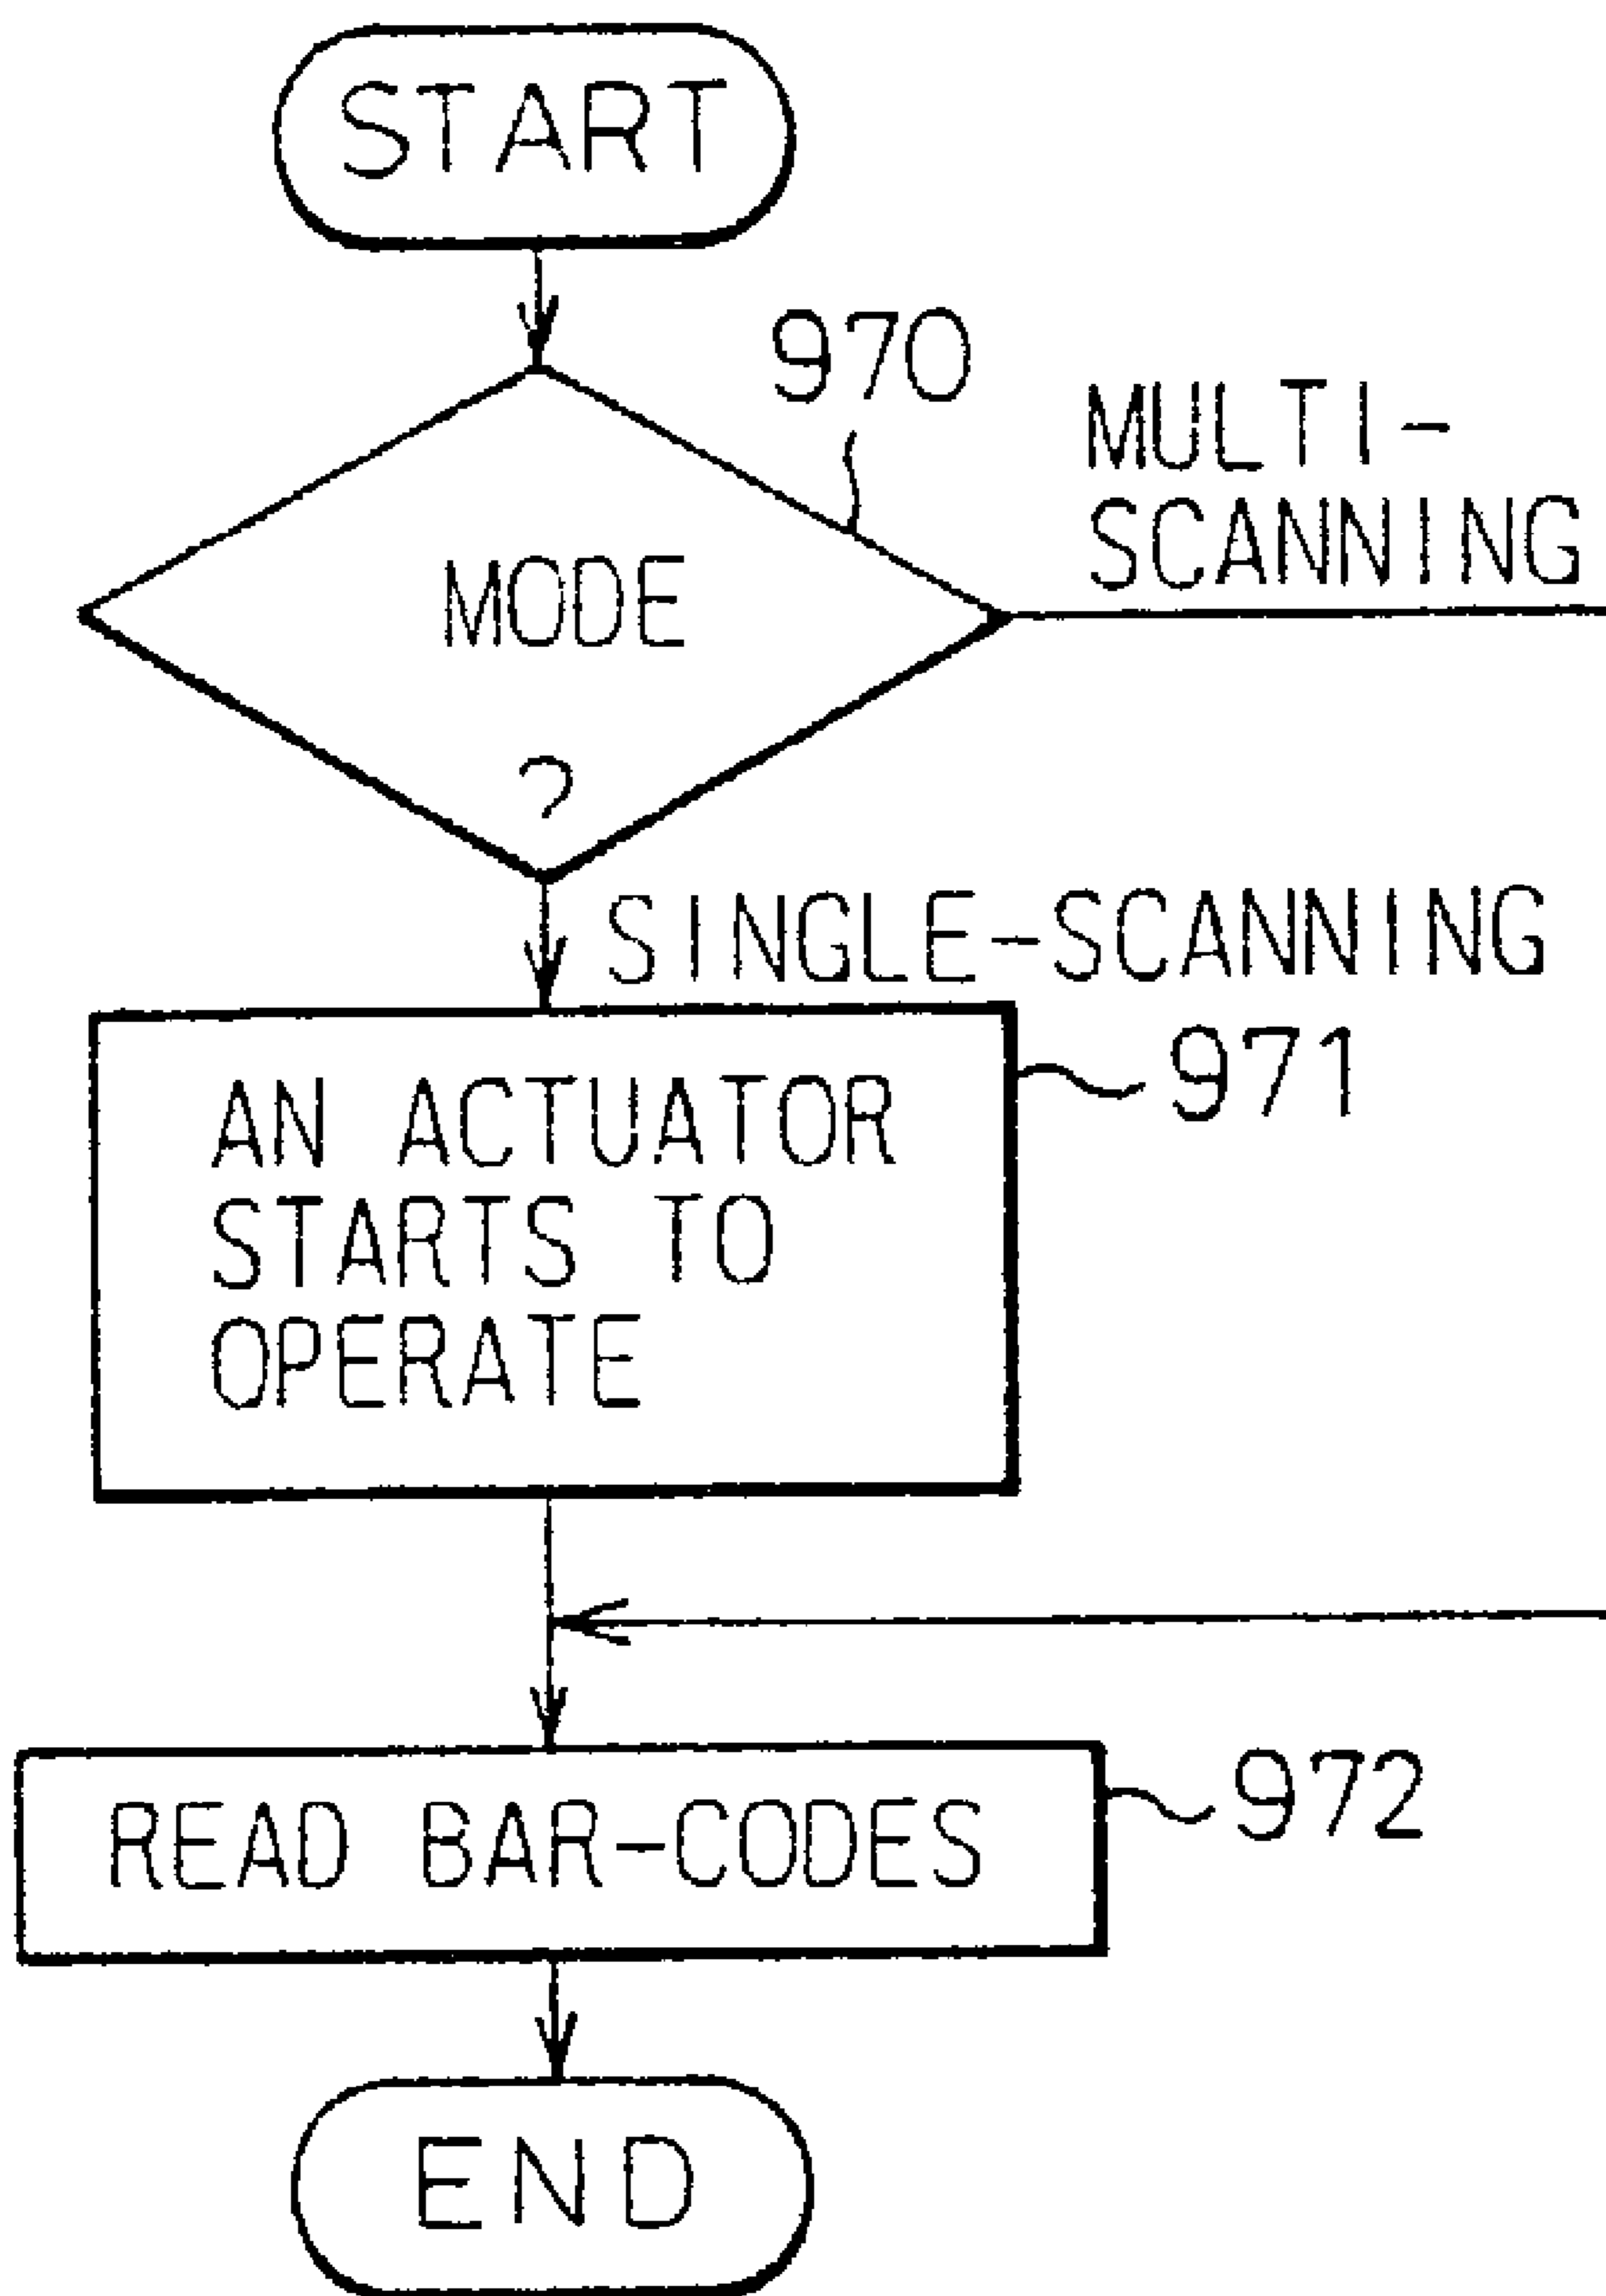 START
970
MULTI-
SCANNING
MODE
?
SINGLE-SCANNING
971
AN ACTUATOR
STARTS TO
OPERATE
972
READ BAR-CODES
END